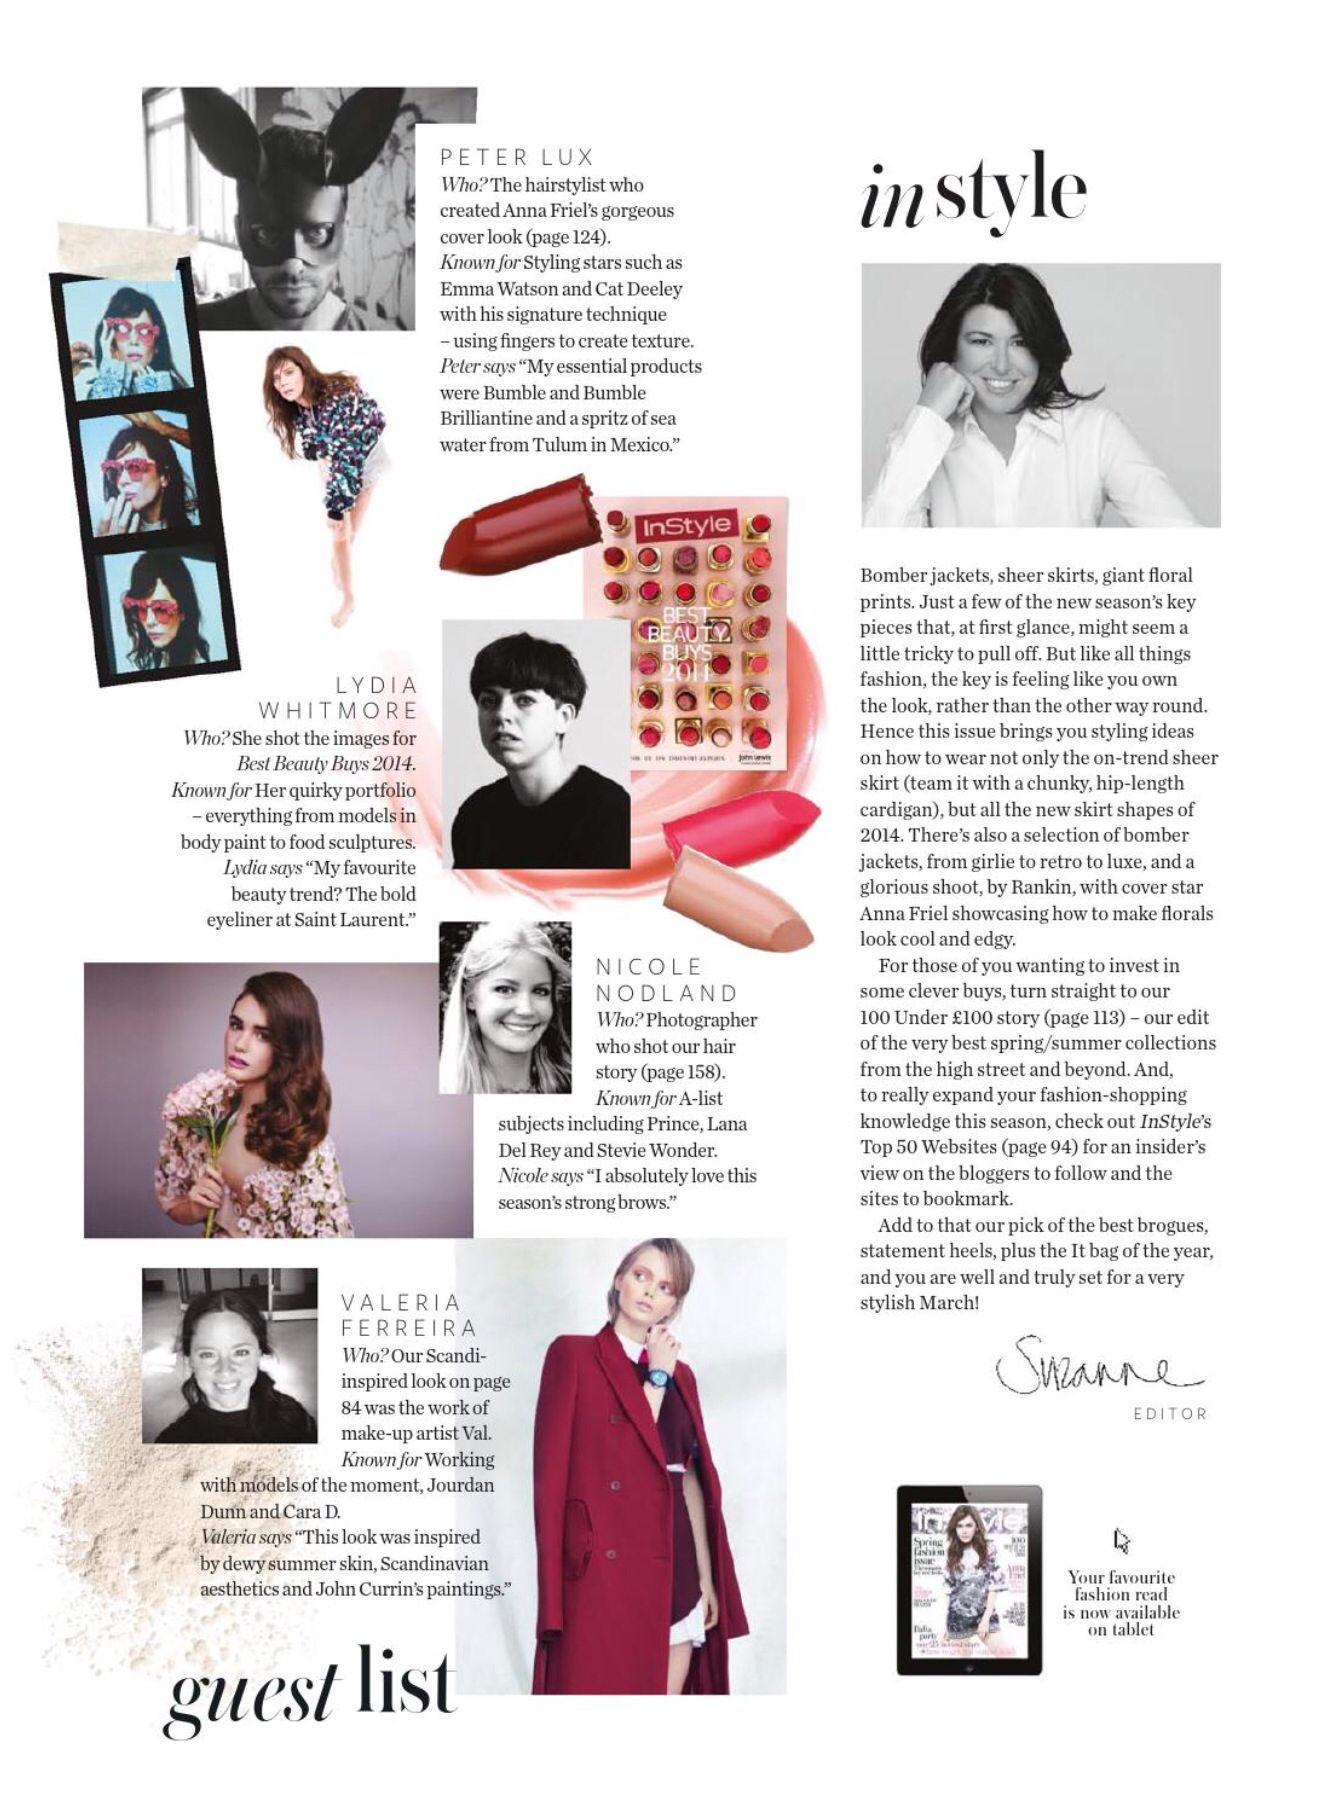 PETER LUX
Who? The hairstylist who
created Anna Friel's gorgeous
cover look (page 124).
Known for Styling stars such as
Emma Watson and Cat Deeley
with his signature technique
– using fingers to create texture.
Peter says “My essential products
were Bumble and Bumble
Brilliantine and a spritz of sea
water from Tulum in Mexico.”
InStyle
BEST
BEAUTY
BUYS
2014
John Lewis
LYDIA
WHITMORE
Who? She shot the images for
Best Beauty Buys 2014.
Known for Her quirky portfolio
– everything from models in
body paint to food sculptures.
Lydia says “My favourite
beauty trend? The bold
eyeliner at Saint Laurent.”
NICOLE
NODLAND
Who? Photographer
who shot our hair
story (page 158).
Known for A-list
subjects including Prince, Lana
Del Rey and Stevie Wonder.
Nicole says “I absolutely love this
season's strong brows.”
VALERIA
FERREIRA
Who? Our Scandi-
inspired look on page
84 was the work of
make-up artist Val.
Known for Working
with models of the moment, Jourdan
Dunn and Cara D.
Valeria says “This look was inspired
by dewy summer skin, Scandinavian
aesthetics and John Currin's paintings.”
guest list
in style
Bomber jackets, sheer skirts, giant floral
prints. Just a few of the new season's key
pieces that, at first glance, might seem a
little tricky to pull off. But like all things
fashion, the key is feeling like you own
the look, rather than the other way round.
Hence this issue brings you styling ideas
on how to wear not only the on-trend sheer
skirt (team it with a chunky, hip-length
cardigan), but all the new skirt shapes of
2014. There's also a selection of bomber
jackets, from girlie to retro to luxe, and a
glorious shoot, by Rankin, with cover star
Anna Friel showcasing how to make florals
look cool and edgy.
For those of you wanting to invest in
some clever buys, turn straight to our
100 Under £100 story (page 113) – our edit
of the very best spring/summer collections
from the high street and beyond. And,
to really expand your fashion-shopping
knowledge this season, check out InStyle's
Top 50 Websites (page 94) for an insider's
view on the bloggers to follow and the
sites to bookmark.
Add to that our pick of the best brogues,
statement heels, plus the It bag of the year,
and you are well and truly set for a very
stylish March!
Suzanne
EDITOR
InStyle
Spring
fashion
issue
100
Anna
Friel
party
Your favourite
fashion read
is now available
on tablet